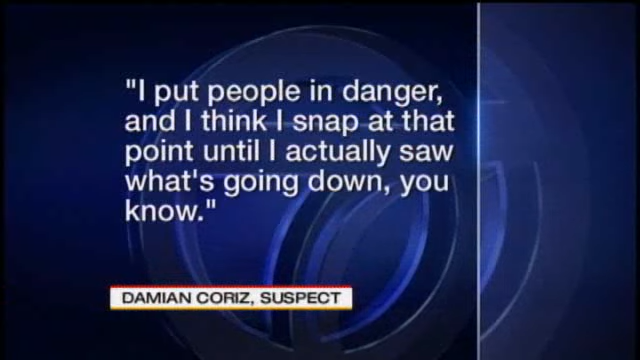 "I put people in danger,
and I think I snap at that
point until I actually saw
what's going down, you
know."
DAMIAN CORIZ, SUSPECT